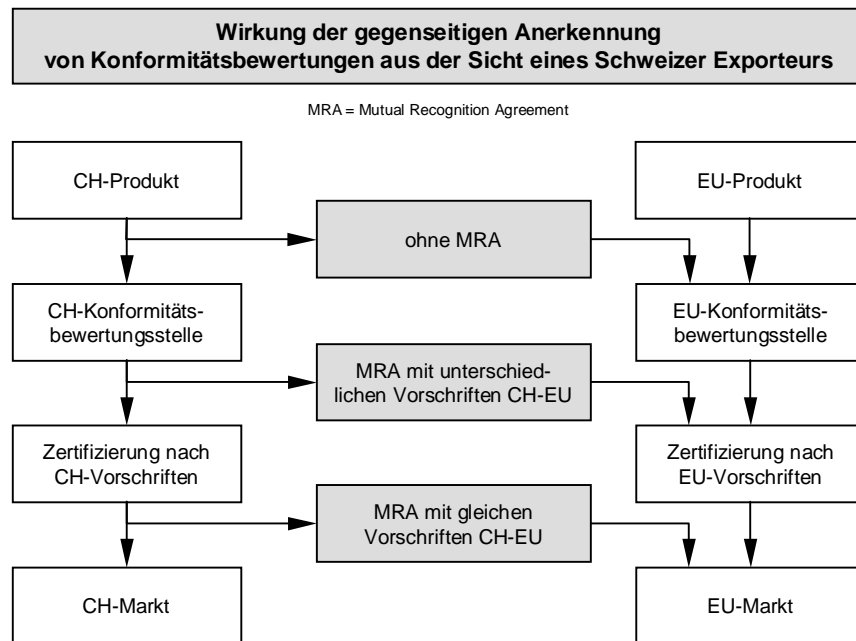 Wirkung der gegenseitigen Anerkennung
von Konformitätsbewertungen aus der Sicht eines Schweizer Exporteurs
MRA = Mutual Recognition Agreement
CH-Produkt
EU-Produkt
ohne MRA
CH-Konformitäts-
bewertungsstelle
EU-Konformitäts-
bewertungsstelle
MRA mit unterschied-
lichen Vorschriften CH-EU
Zertifizierung nach
CH-Vorschriften
Zertifizierung nach
EU-Vorschriften
MRA mit gleichen
Vorschriften CH-EU
CH-Markt
EU-Markt